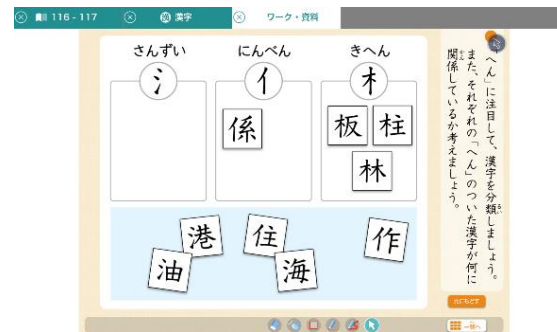 116 - 117
漢字
ワーク・資料
「へん」に注目して、漢字を分類しましょう。
また、それぞれの「へん」のついた漢字が何に
関係しているか考えましょう。
きへん
木
板
柱
林
にんべん
亻
係
さんずい
氵
港
油
住
海
作